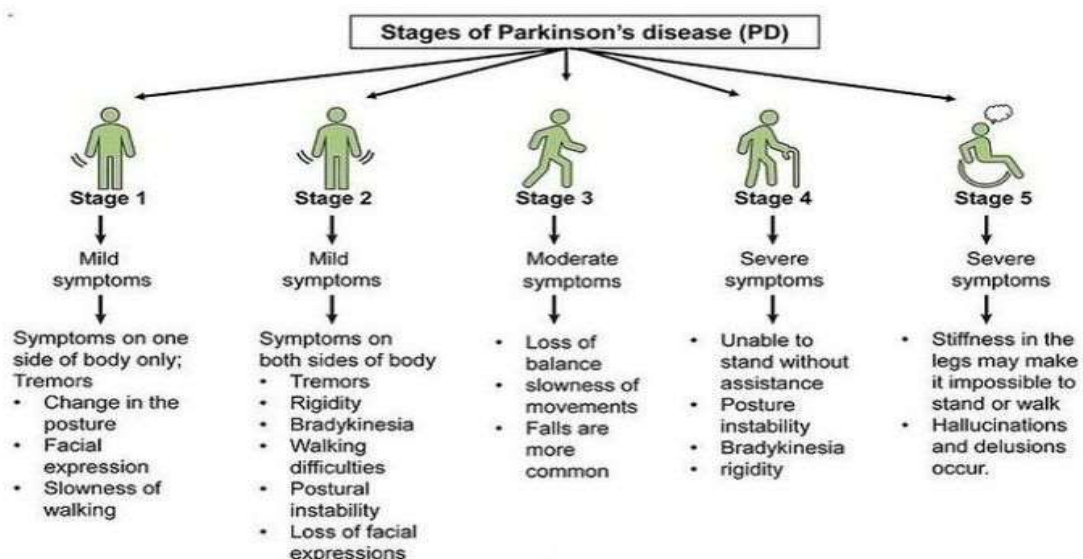 Stages of Parkinson's disease (PD)
Stage 1
Mild
symptoms
Symptoms on one
side of body only;
Tremors
• Change in the
posture
• Facial
expression
• Slowness of
walking
Stage 2
Mild
symptoms
Symptoms on
both sides of body
• Tremors
• Rigidity
• Bradykinesia
• Walking
difficulties
• Postural
instability
• Loss of facial
expressions
Stage 3
Moderate
symptoms
• Loss of
balance
• slowness of
movements
• Falls are
more
common
Stage 4
Severe
symptoms
• Unable to
stand without
assistance
• Posture
instability
• Bradykinesia
• rigidity
Stage 5
Severe
symptoms
• Stiffness in the
legs may make
it impossible to
stand or walk
• Hallucinations
and delusions
occur.